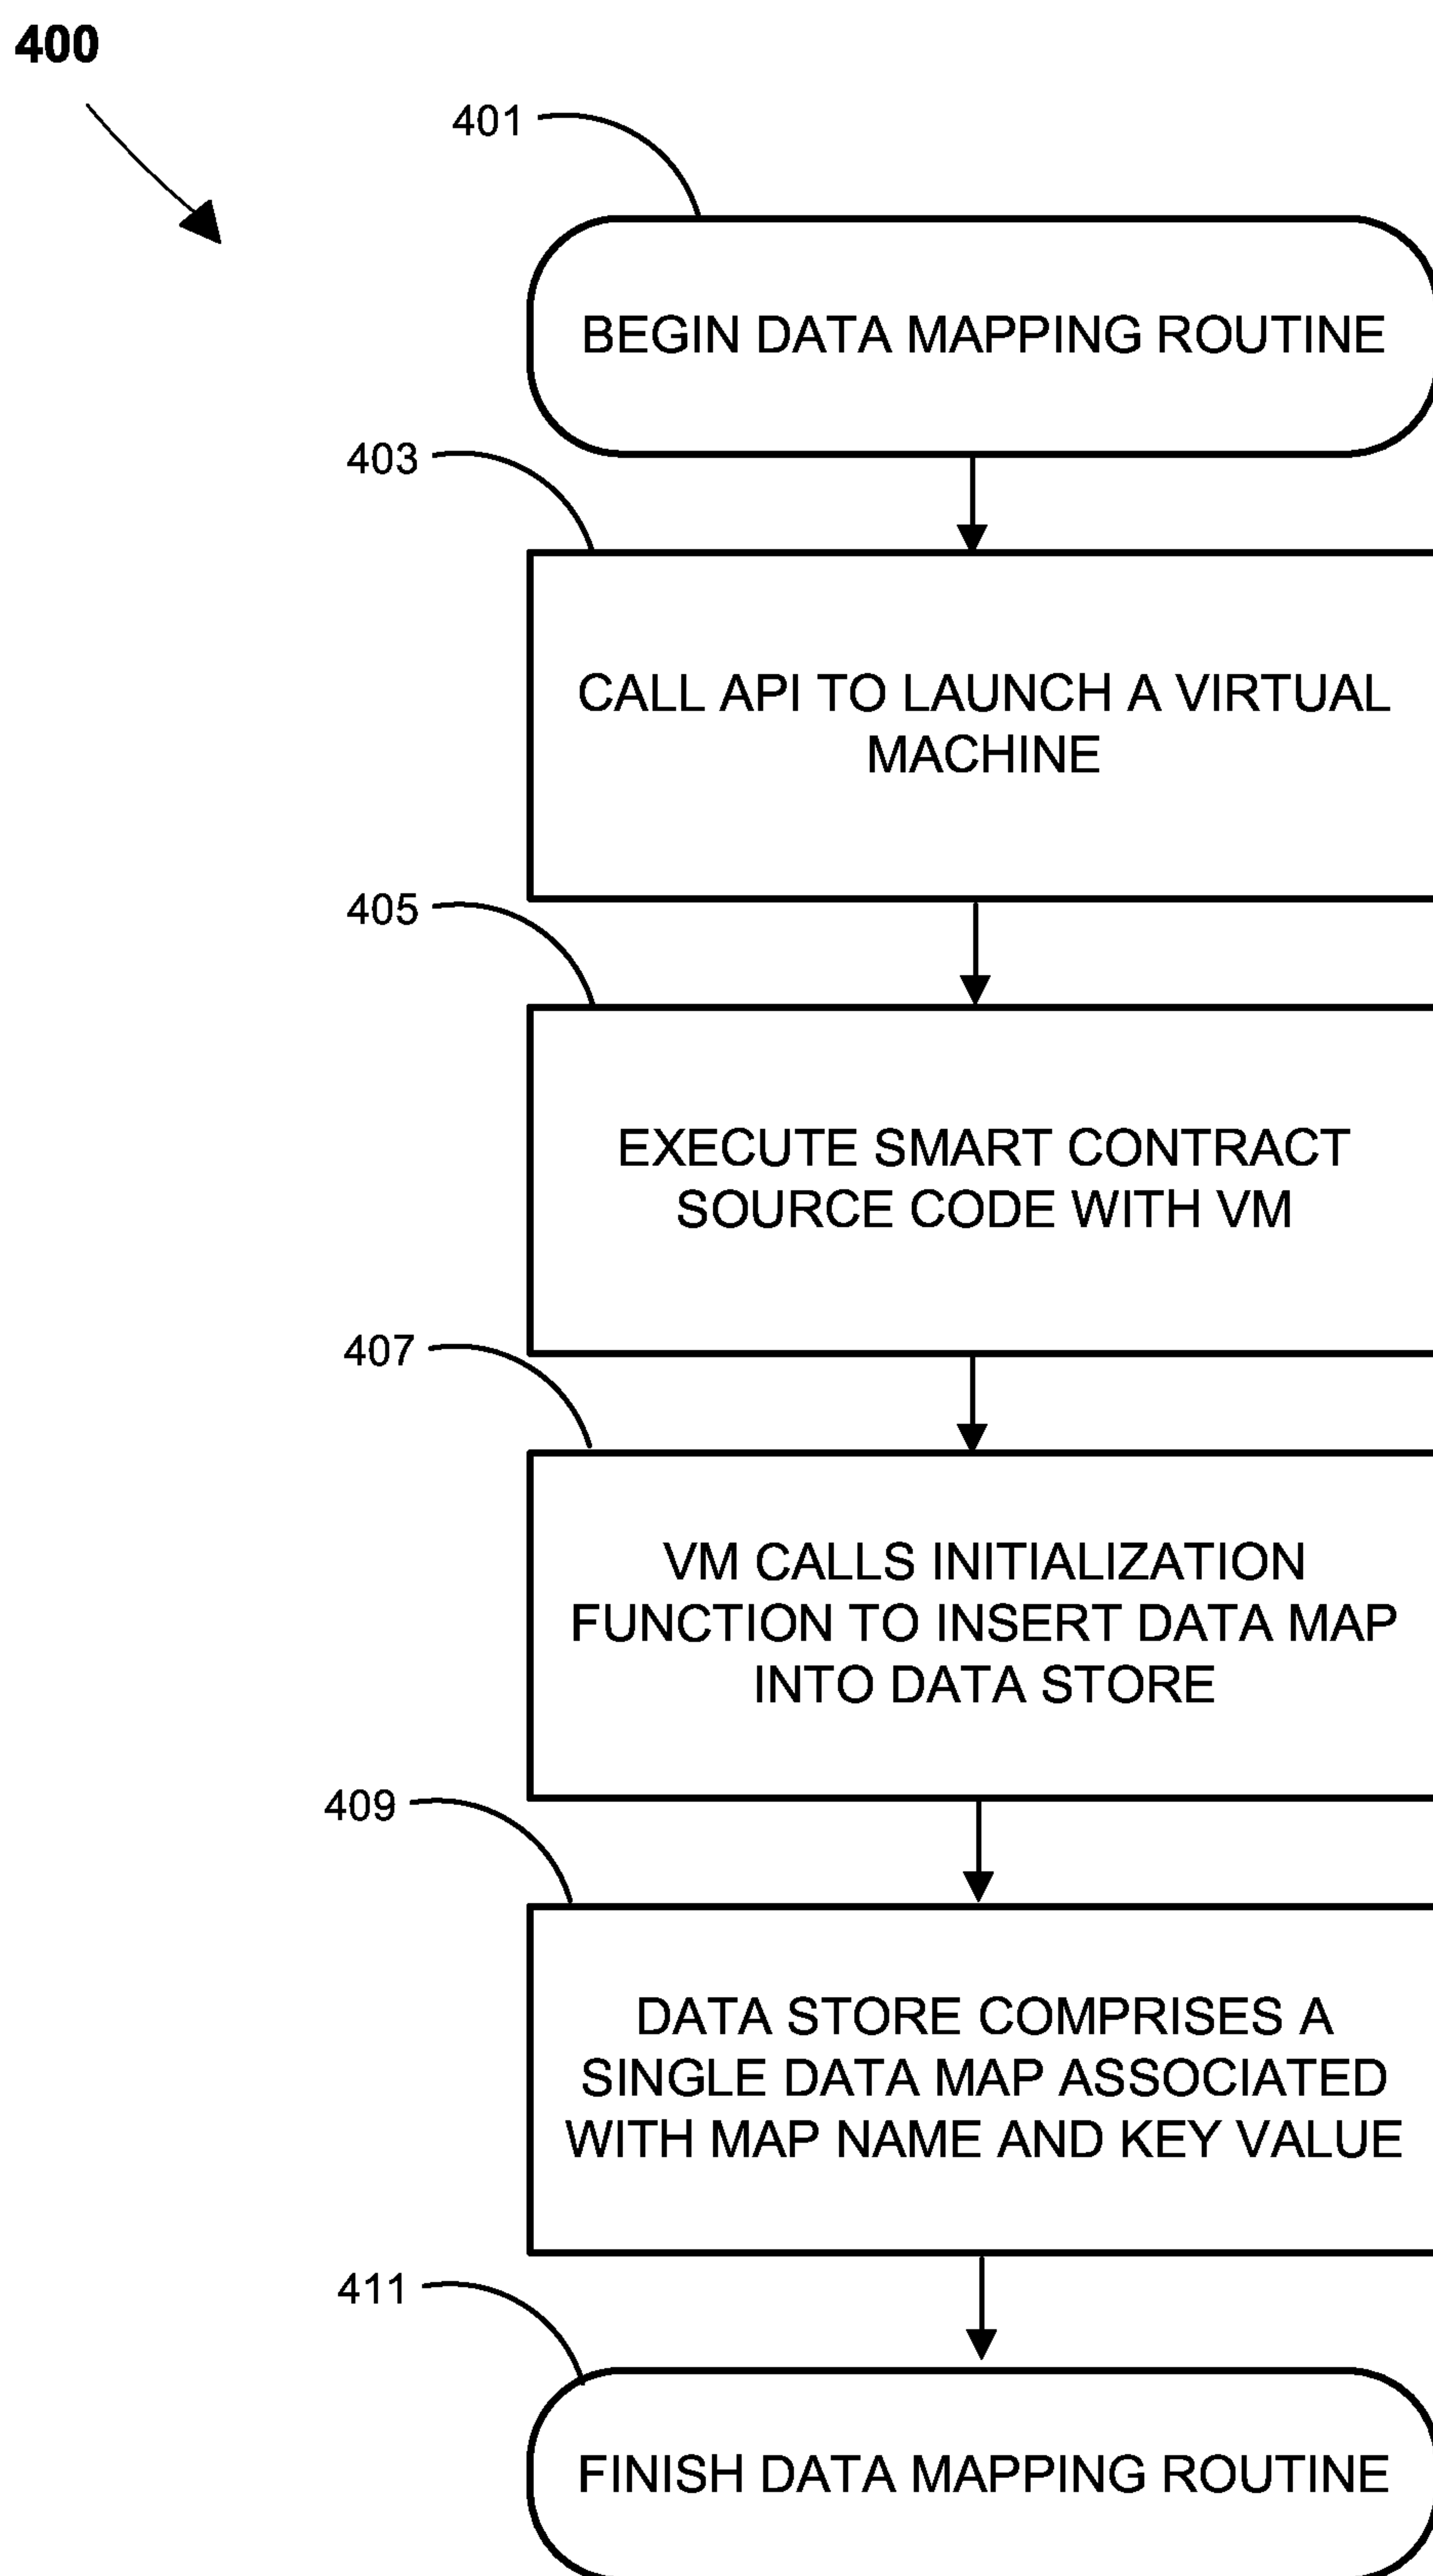 400
401
BEGIN DATA MAPPING ROUTINE
403
CALL API TO LAUNCH A VIRTUAL
MACHINE
405
EXECUTE SMART CONTRACT
SOURCE CODE WITH VM
407
VM CALLS INITIALIZATION
FUNCTION TO INSERT DATA MAP
INTO DATA STORE
409
DATA STORE COMPRISES A
SINGLE DATA MAP ASSOCIATED
WITH MAP NAME AND KEY VALUE
411
FINISH DATA MAPPING ROUTINE